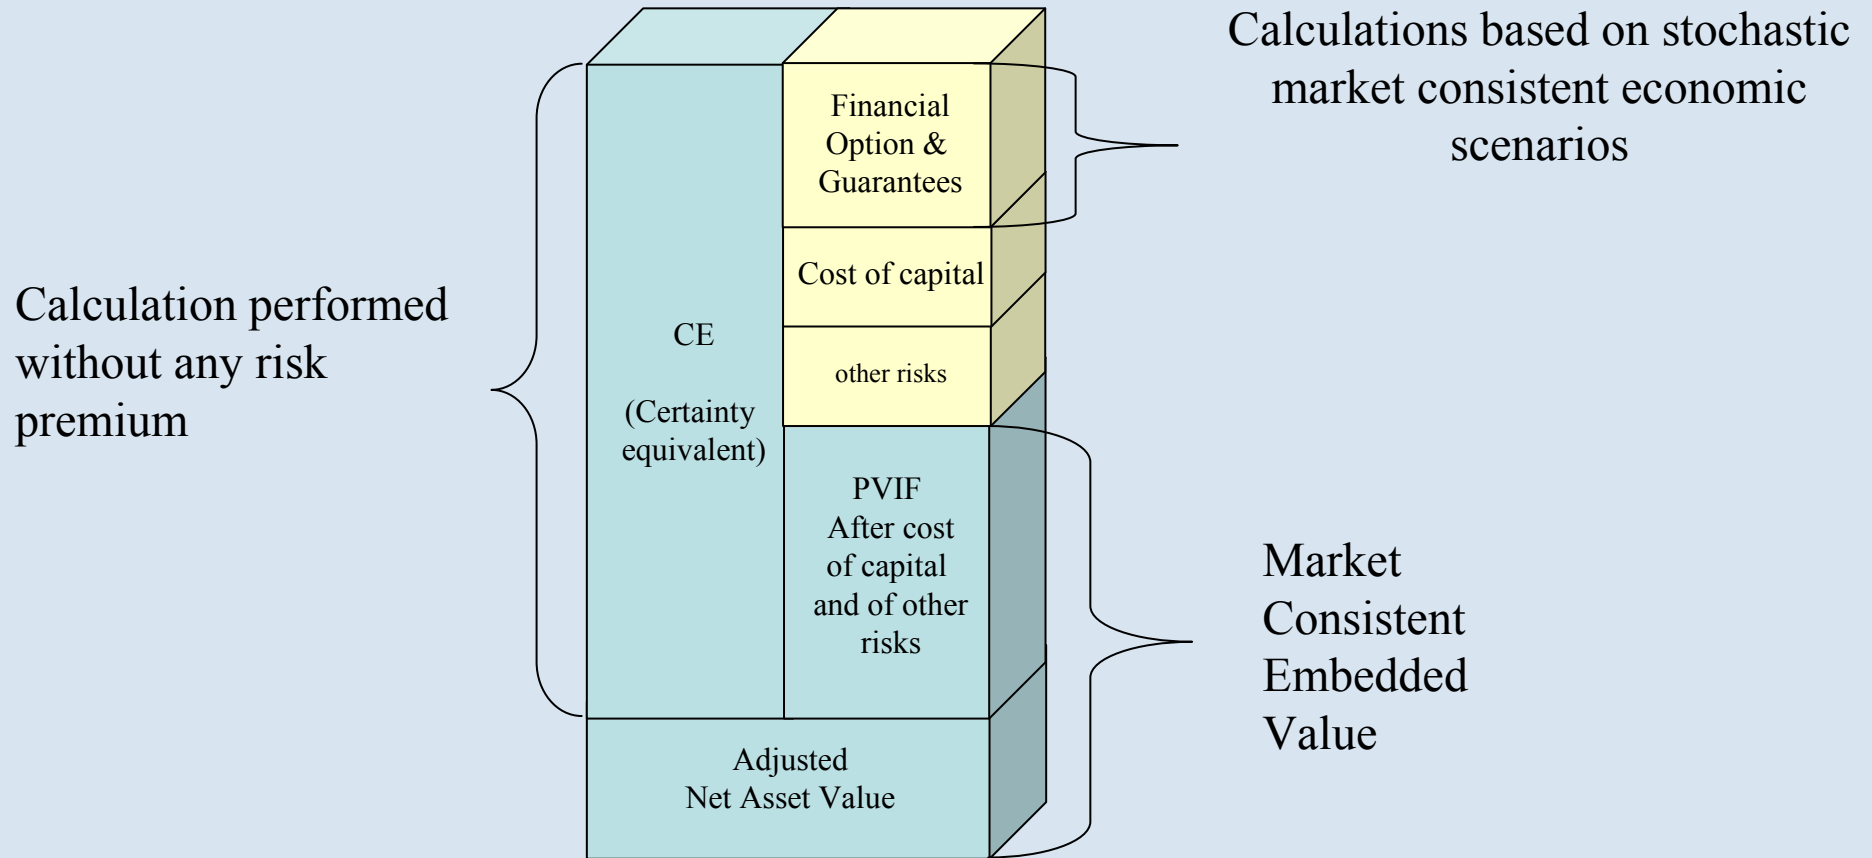 Calculations based on stochastic
market consistent economic
scenarios
Financial
Option &
Guarantees
Cost of capital
other risks
Calculation performed
without any risk
premium
CE
(Certainty
equivalent)
PVIF
After cost
of capital
and of other
risks
Market
Consistent
Embedded
Value
Adjusted
Net Asset Value